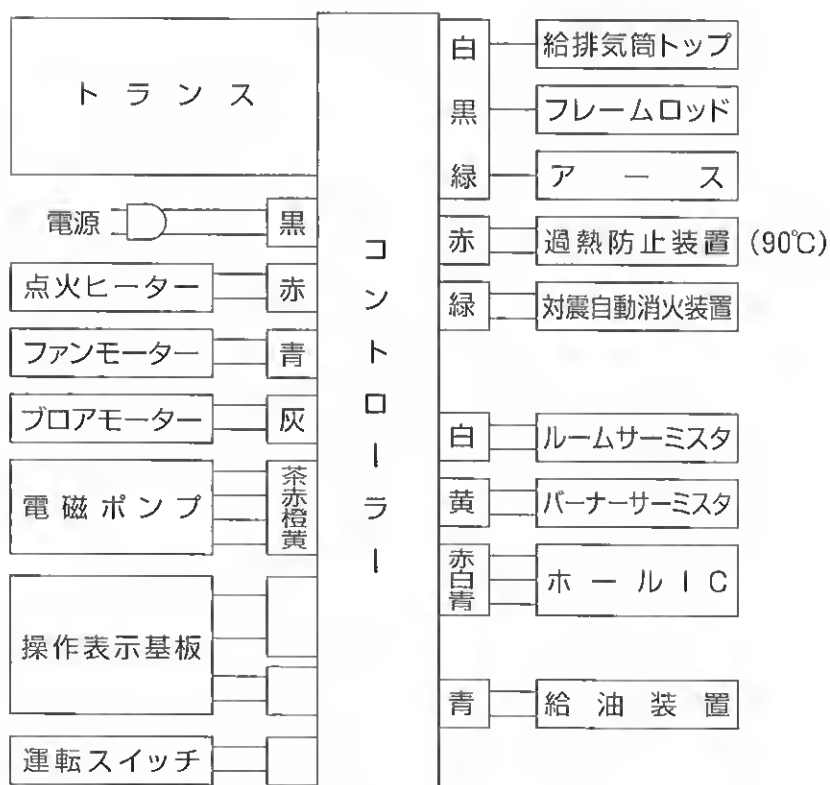 トランス
電源
黒
点火ヒーター
赤
ファンモーター
青
ブロアモーター
灰
電磁ポンプ
茶
赤
橙
黄
操作表示基板
運転スイッチ
コントローラー
白
給排気筒トップ
黒
フレームロッド
緑
アース
赤
過熱防止装置 (90℃)
緑
対震自動消火装置
白
ルームサーミスタ
黄
バーナーサーミスタ
赤
白
青
ホールIC
青
給油装置